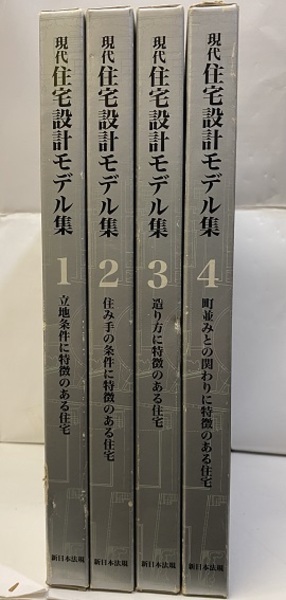 現代
住宅設計モデル集
1
立地条件に特徴のある住宅
新日本法規
現代
住宅設計モデル集
2
住み手の条件に特徴のある住宅
新日本法規
現代
住宅設計モデル集
3
造り方に特徴のある住宅
新日本法規
現代
住宅設計モデル集
4
町並みとの関わりに特徴のある住宅
新日本法規